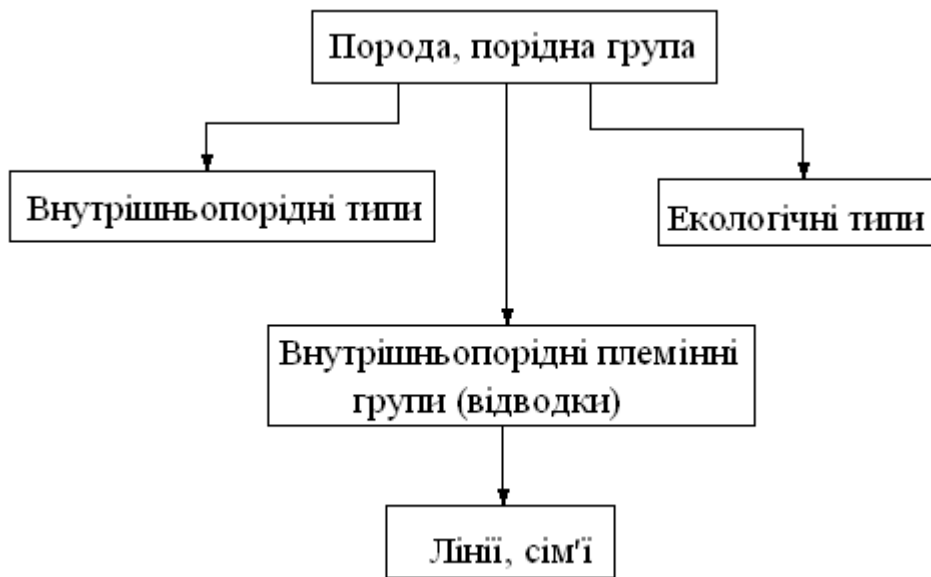 Порода, порідна група
Внутрішньопорідні типи
Екологічні типи
Внутрішньопорідні племінні
групи (відводки)
Лінії, сім'ї